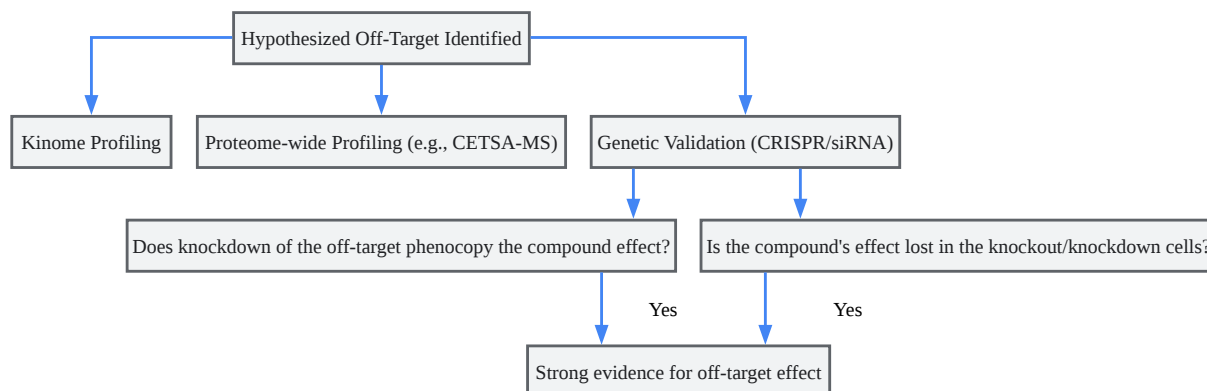 Hypothesized Off-Target Identified
Kinome Profiling
Proteome-wide Profiling (e.g., CETSA-MS)
Genetic Validation (CRISPR/siRNA)
Does knockdown of the off-target phenocopy the compound effect?
Is the compound's effect lost in the knockout/knockdown cells?
Yes
Yes
Strong evidence for off-target effect